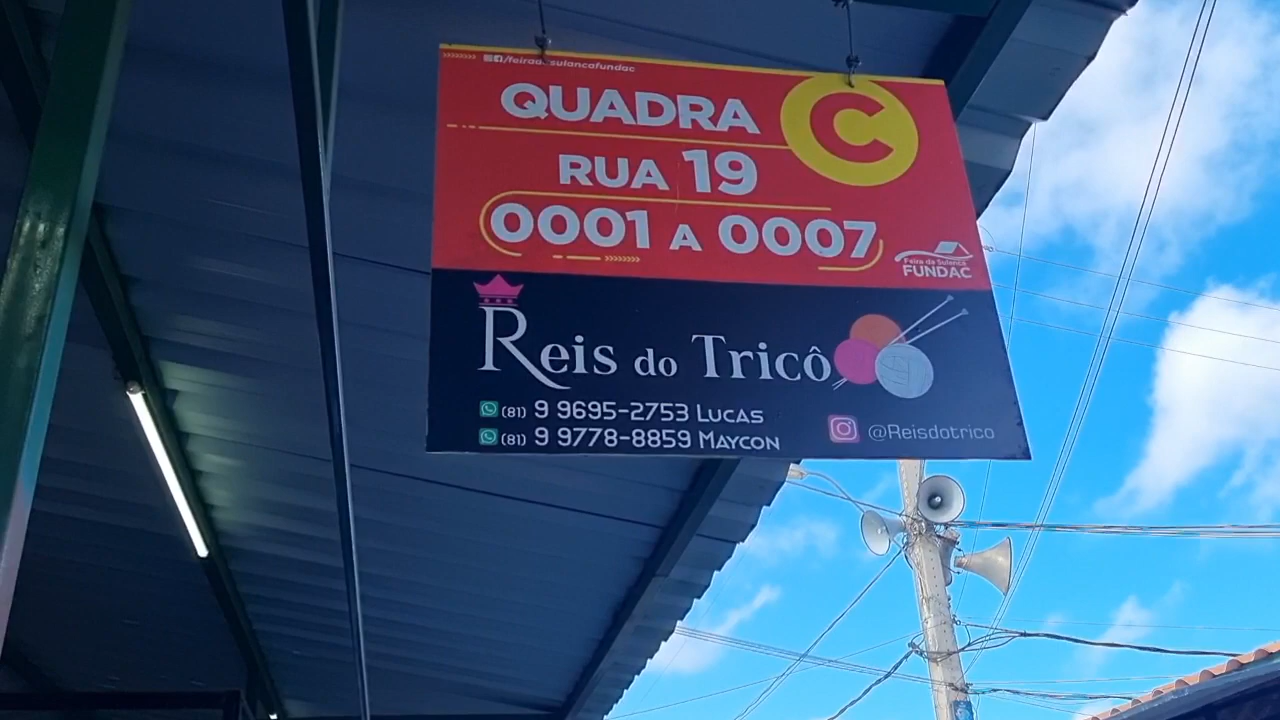 /feiradesulancafundac
QUADRA C
RUA 19
0001 A 0007
Feira da Sulanca
FUNDAC
Reis do Tricô
(81) 9 9695-2753 Lucas
(81) 9 9778-8859 Maycon
@Reisdotrico